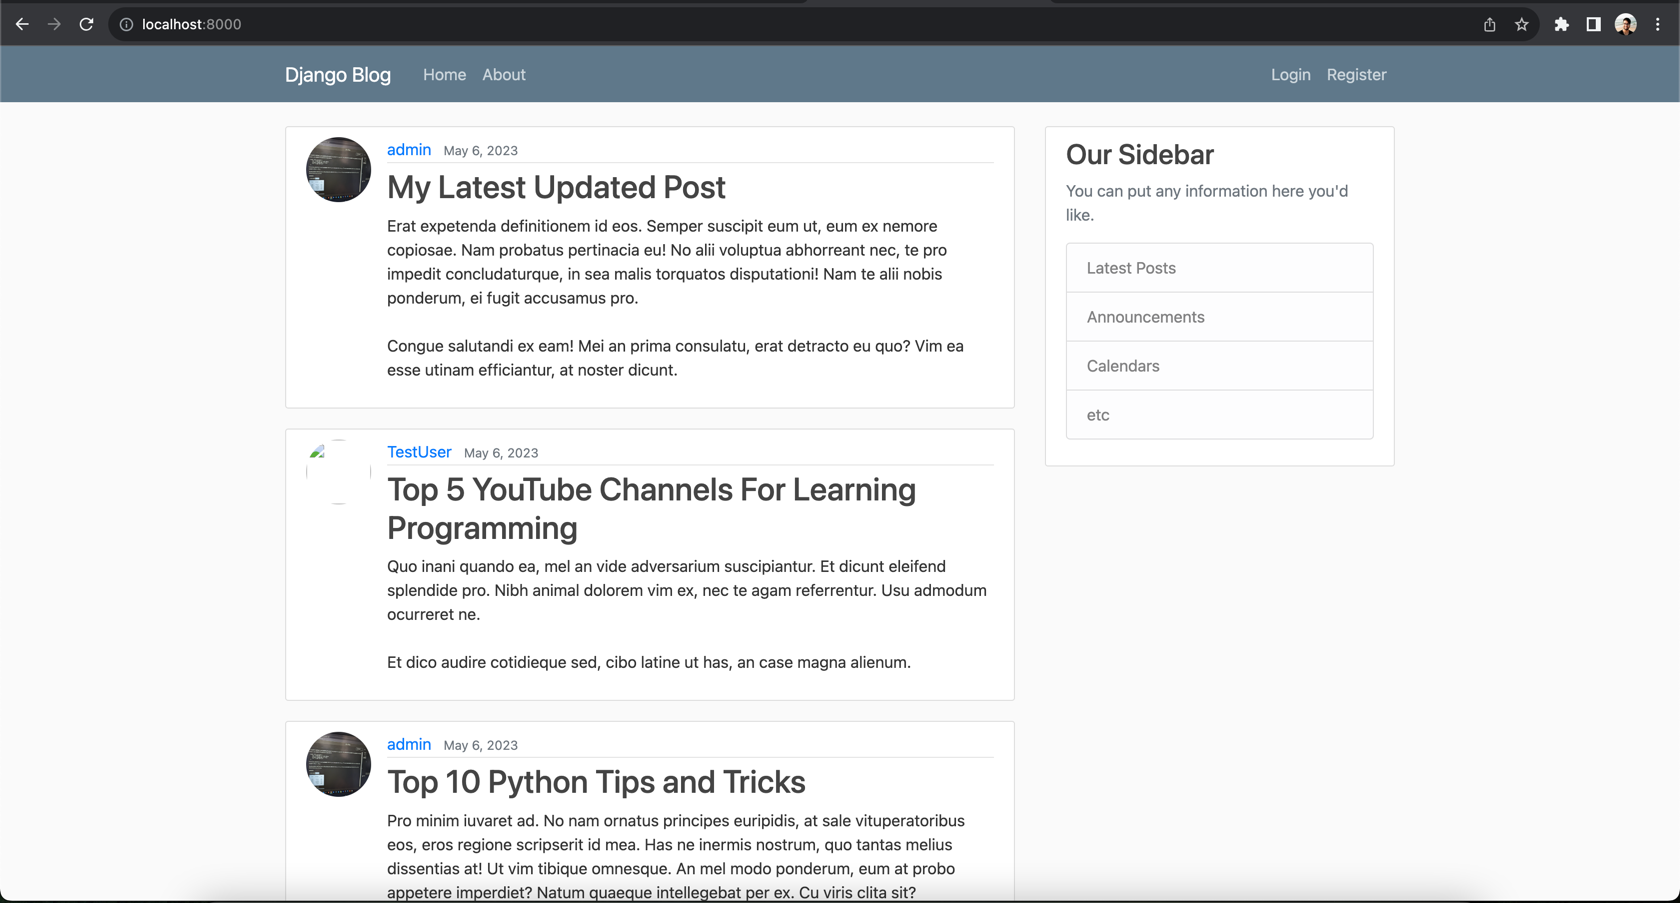 localhost:8000
Django Blog Home About Login Register
admin May 6, 2023
My Latest Updated Post
Erat expetenda definitionem id eos. Semper suscipit eum ut, eum ex nemore
copiosae. Nam probatus pertinacia eu! No alii voluptua abhorreant nec, te pro
impedit concludaturque, in sea malis torquatos disputationi! Nam te alii nobis
ponderum, ei fugit accusamus pro.
Congue salutandi ex eam! Mei an prima consulatu, erat detracto eu quo? Vim ea
esse utinam efficiantur, at noster dicunt.
TestUser May 6, 2023
Top 5 YouTube Channels For Learning
Programming
Quo inani quando ea, mel an vide adversarium suscipiantur. Et dicunt eleifend
splendide pro. Nibh animal dolorem vim ex, nec te agam referrentur. Usu admodum
ocurreret ne.
Et dico audire cotidieque sed, cibo latine ut has, an case magna alienum.
admin May 6, 2023
Top 10 Python Tips and Tricks
Pro minim iuvaret ad. No nam ornatus principes euripidis, at sale vituperatoribus
eos, eros regione scripserit id mea. Has ne inermis nostrum, quo tantas melius
dissentias at! Ut vim tibique omnesque. An mel modo ponderum, eum at probo
appetere imperdiet? Natum quaeque intellegebat per ex. Cu viris clita sit?
Our Sidebar
You can put any information here you'd
like.
Latest Posts
Announcements
Calendars
etc